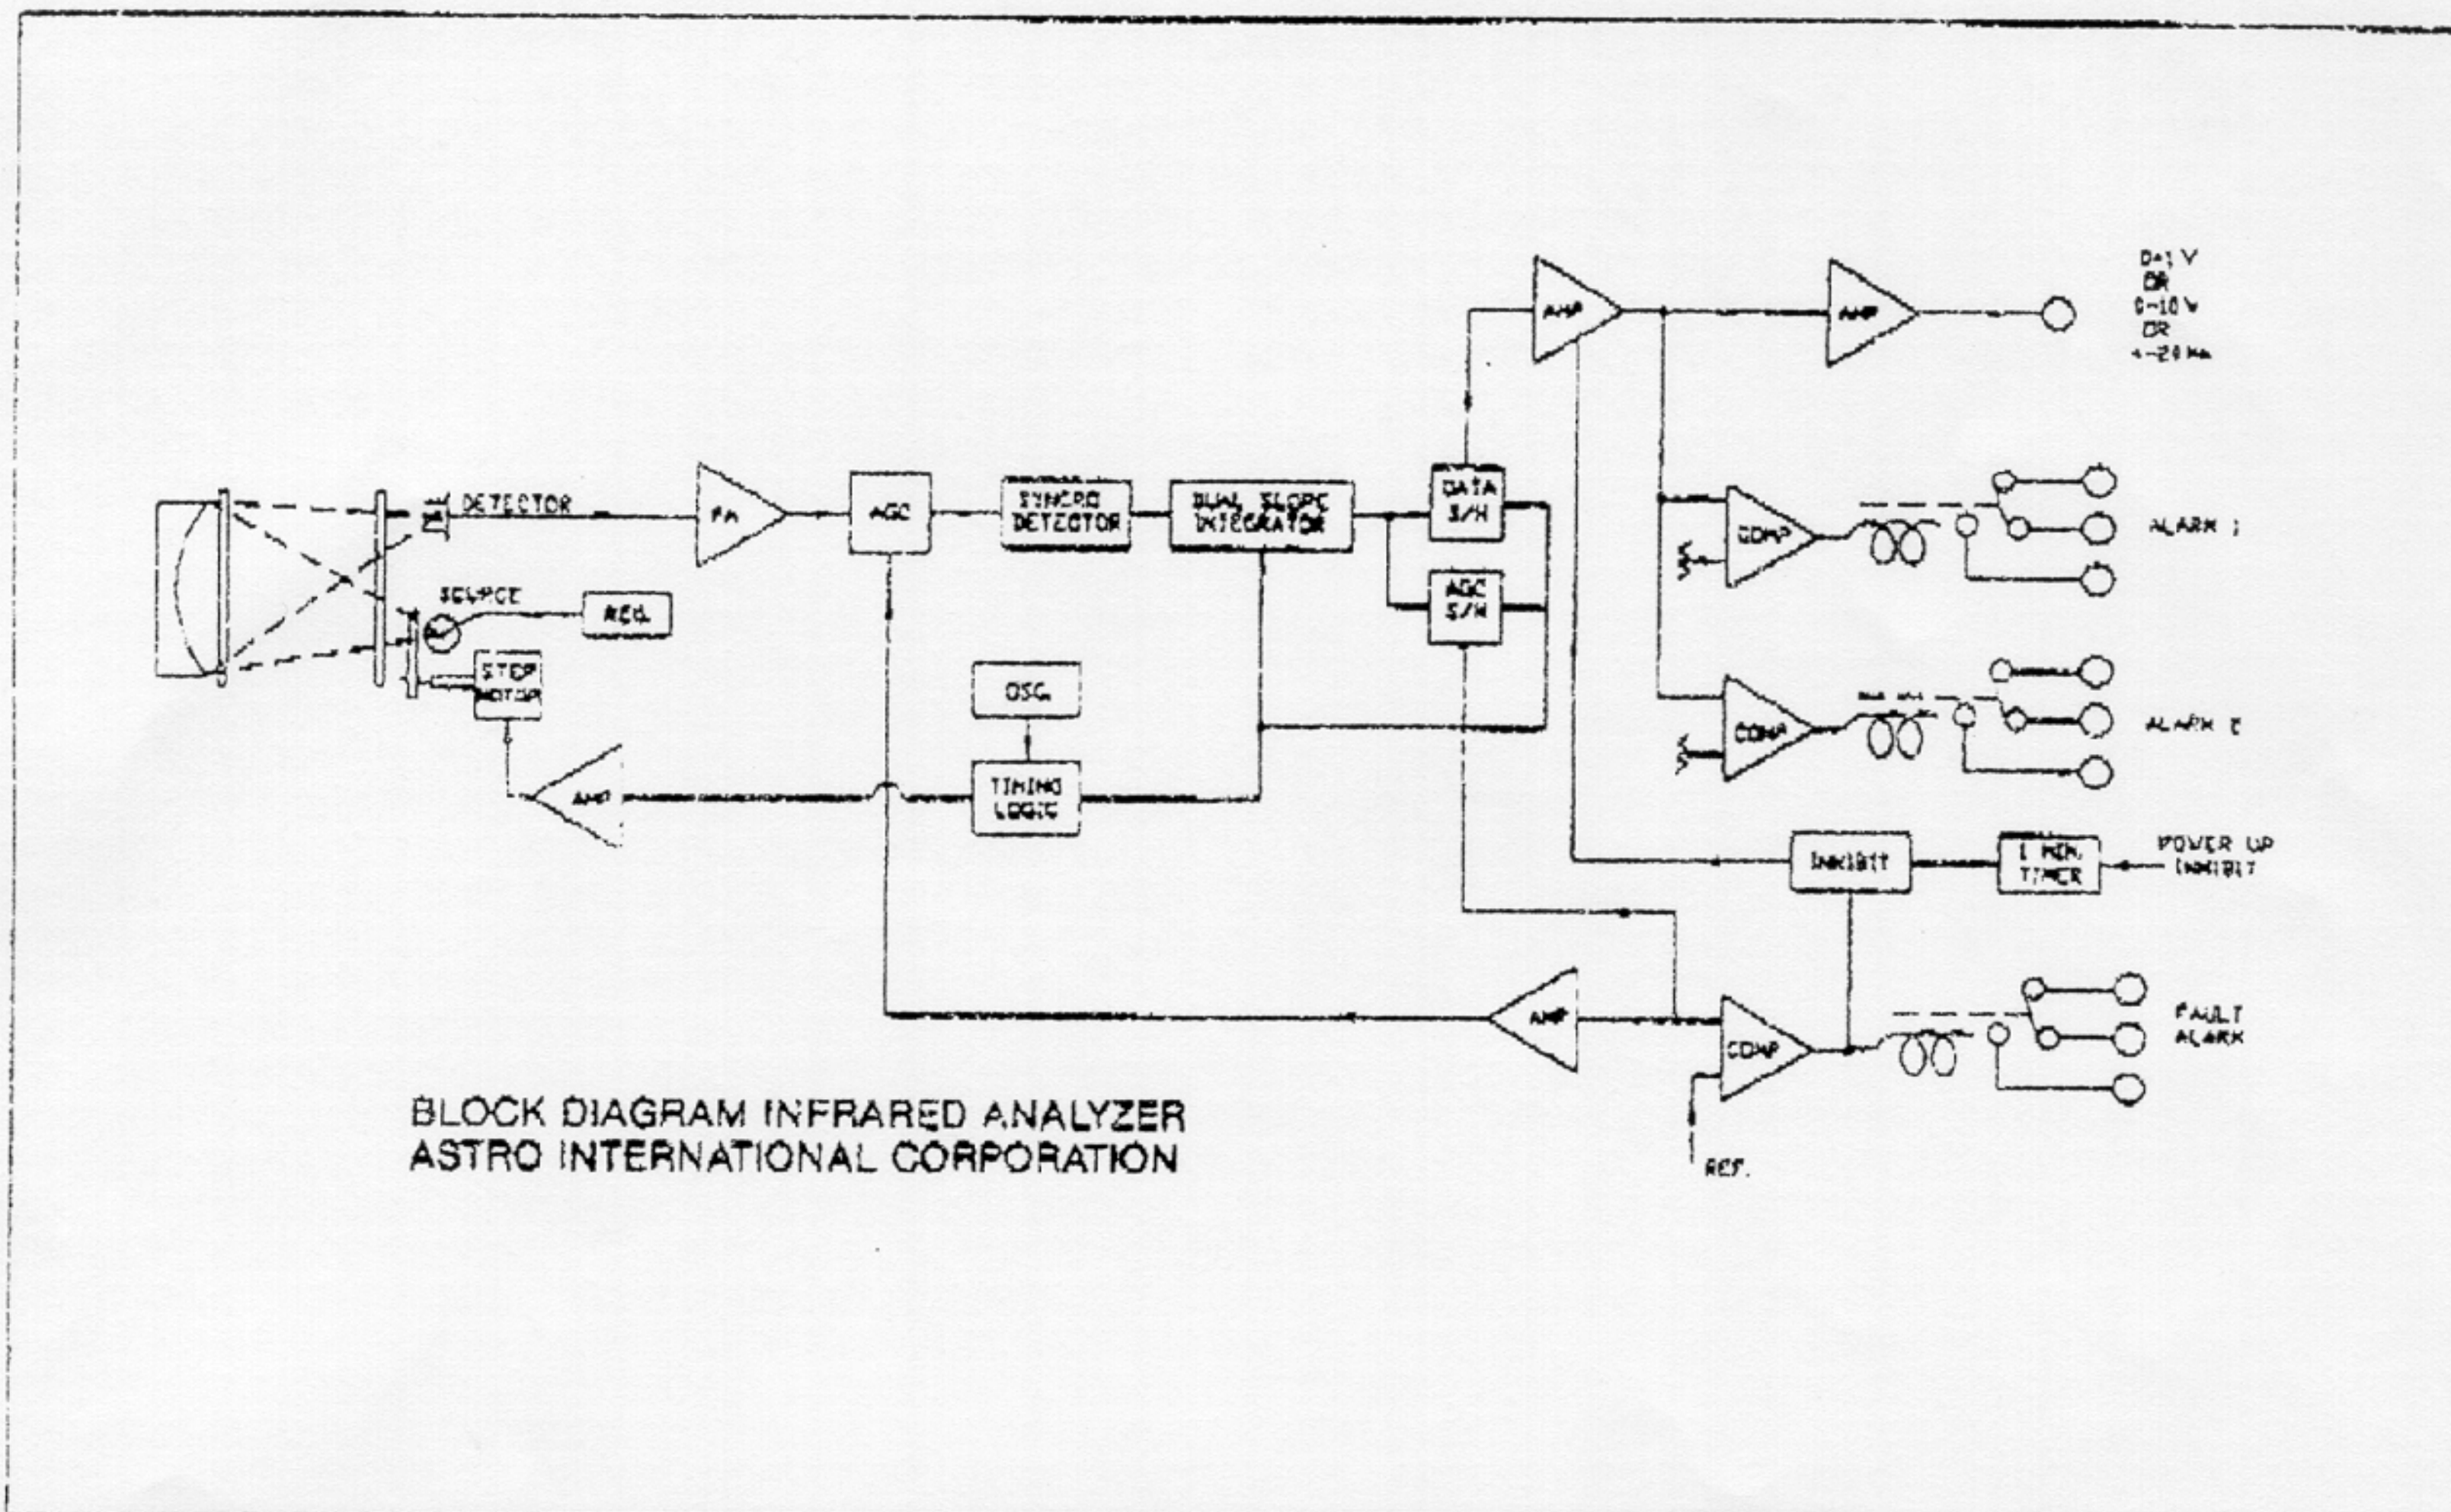 0-1 V
OR
0-10 V
OR
4-20 Ma
AMP
AMP
DETECTOR
PA
AGC
SYNCRO
DETECTOR
DUAL SLOPE
INTEGRATOR
DATA
S/H
COMP
ALARM 1
SOURCE
REG.
AGC
S/H
STEP
MOTOR
OSC.
COMP
ALARM 2
AMP
TIMING
LOGIC
INHIBIT
1 MIN.
TIMER
POWER UP
INHIBIT
AMP
COMP
FAULT
ALARM
REF.
BLOCK DIAGRAM INFRARED ANALYZER
ASTRO INTERNATIONAL CORPORATION